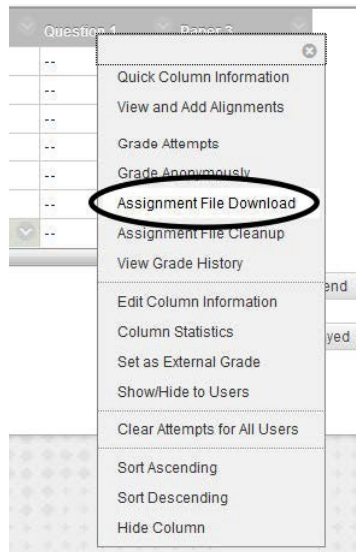 Question 1 Paper 3
--
Quick Column Information
--
View and Add Alignments
--
Grade Attempts
--
Grade Anonymously
--
Assignment File Download
--
Assignment File Cleanup
View Grade History
end
Edit Column Information
Column Statistics
yed
Set as External Grade
Show/Hide to Users
Clear Attempts for All Users
Sort Ascending
Sort Descending
Hide Column